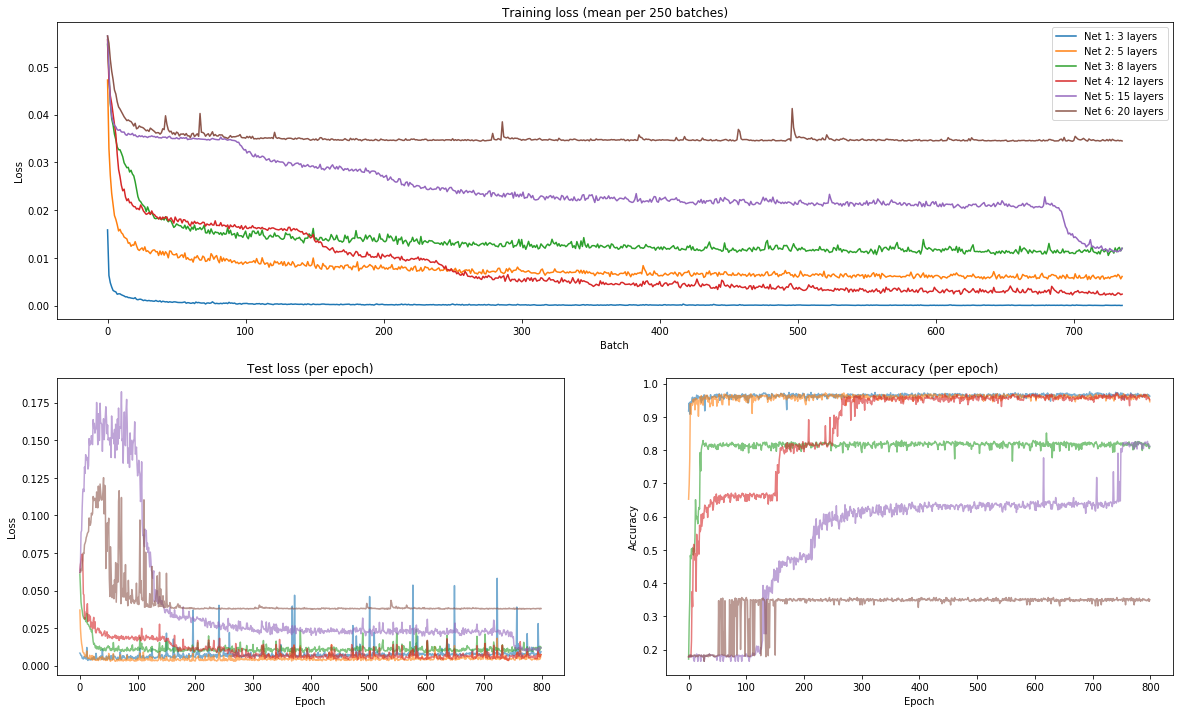 Training loss (mean per 250 batches)
Net 1: 3 layers
Net 2: 5 layers
Net 3: 8 layers
Net 4: 12 layers
Net 5: 15 layers
Net 6: 20 layers
Loss
0.05
0.04
0.03
0.02
0.01
0.00
0 100 200 300 400 500 600 700
Batch
Test loss (per epoch)
Loss
0.175
0.150
0.125
0.100
0.075
0.050
0.025
0.000
0 100 200 300 400 500 600 700 800
Epoch
Test accuracy (per epoch)
Accuracy
1.0
0.9
0.8
0.7
0.6
0.5
0.4
0.3
0.2
0 100 200 300 400 500 600 700 800
Epoch